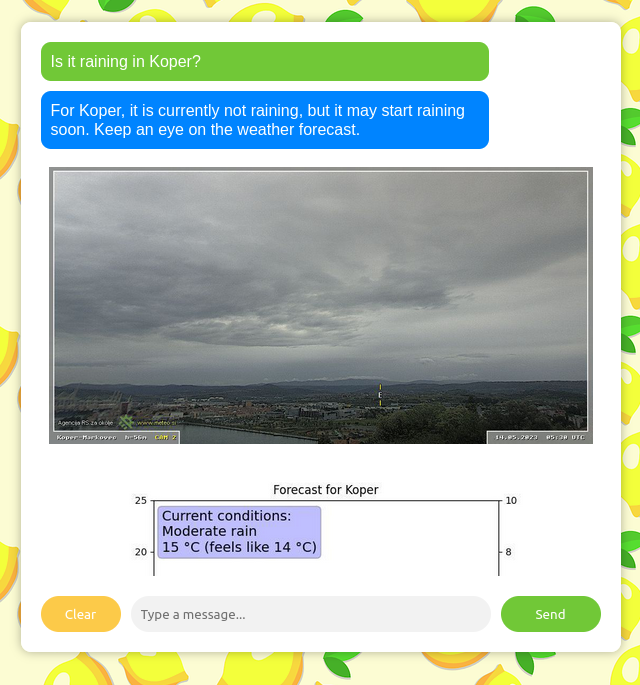 Is it raining in Koper?
For Koper, it is currently not raining, but it may start raining
soon. Keep an eye on the weather forecast.
E
Agencija RS za okolje www.meteo.si
Koper-Markovec h=56m CAM 2
14.05.2023 05:30 UTC
Forecast for Koper
25
10
Current conditions:
Moderate rain
15 °C (feels like 14 °C)
20
8
Clear
Type a message...
Send